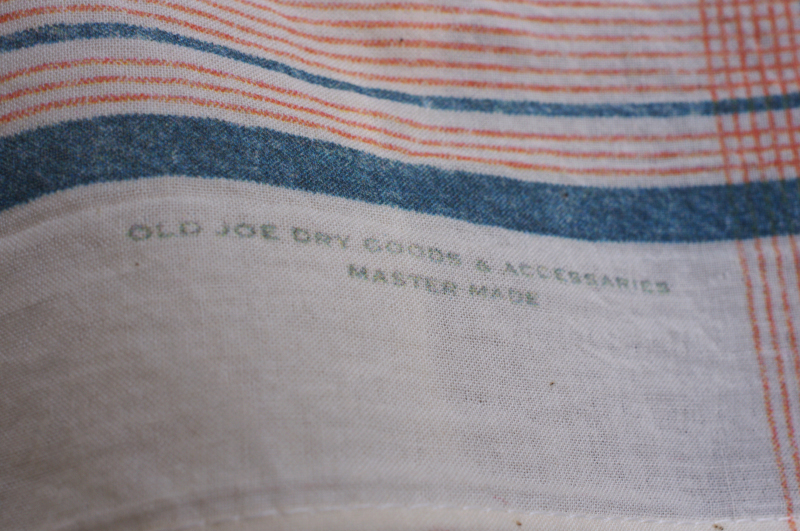 OLD JOE DRY GOODS & ACCESSARIES
MASTER MADE